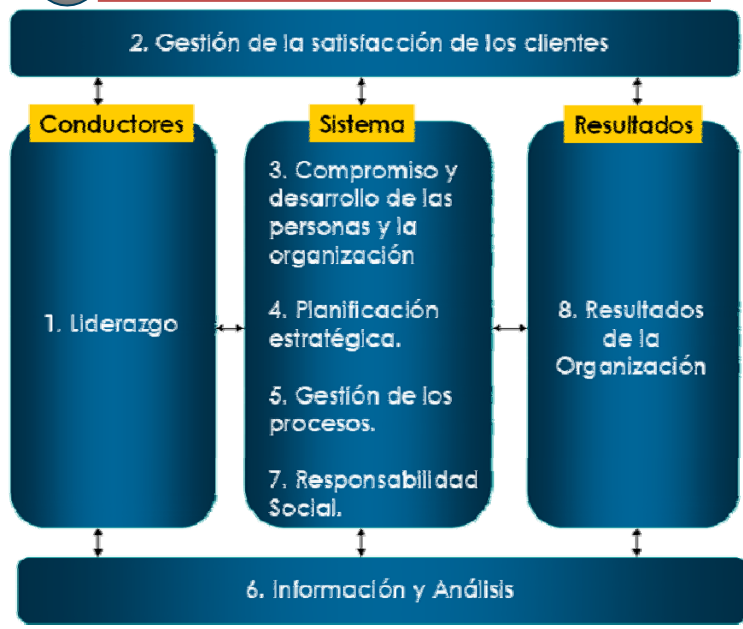 2. Gestión de la satisfacción de los clientes
Conductores
1. Liderazgo
Sistema
3. Compromiso y
desarrollo de las
personas y la
organización
4. Planificación
estratégica.
5. Gestión de los
procesos.
7. Responsabilidad
Social.
Resultados
8. Resultados
de la
Organización
6. Información y Análisis